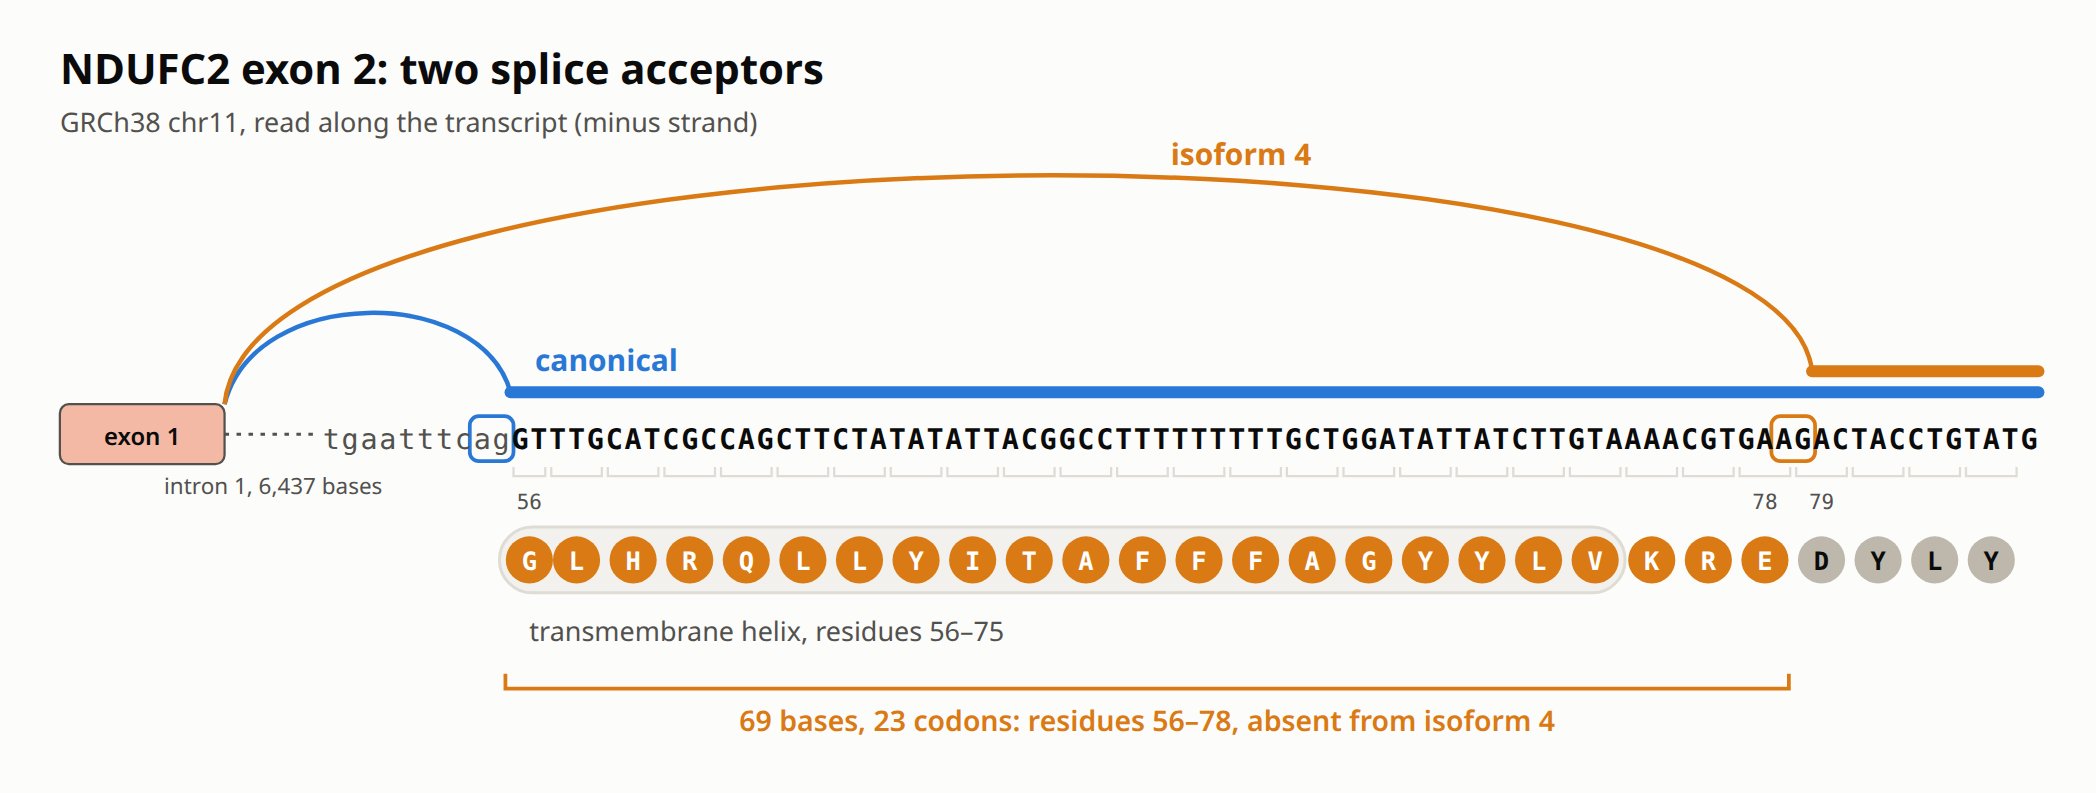 NDUFC2 exon 2: two splice acceptors
GRCh38 chr11, read along the transcript (minus strand)
isoform 4
canonical
exon 1
tgaatttcagGTTTGCATCGCCAGCTTCTATATATTACGGCCTTTTTTTTTGCTGGATATTATCTTGTAAAACGTGAAGACTACCTGTATG
intron 1, 6,437 bases
56 78 79
G L H R Q L L Y I T A F F F A G Y Y L V K R E D Y L Y
transmembrane helix, residues 56–75
69 bases, 23 codons: residues 56–78, absent from isoform 4